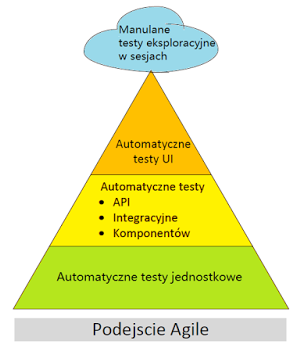 Manulane
testy eksploracyjne
w sesjach
Automatyczne
testy UI
Automatyczne testy
• API
• Integracyjne
• Komponentów
Automatyczne testy jednostkowe
Podejscie Agile